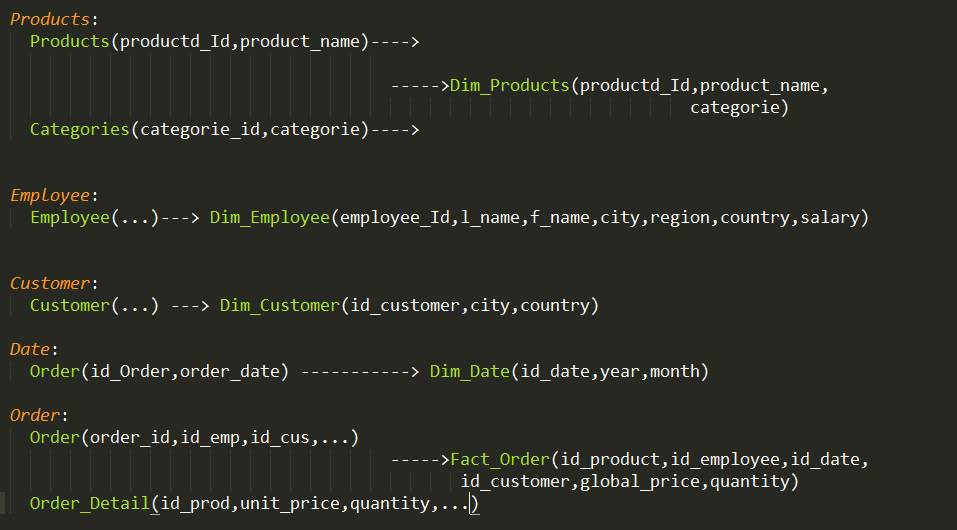 Products:
Products(productd_Id,product_name)---->
----->Dim_Products(productd_Id,product_name,
categorie)
Categories(categorie_id,categorie)---->
Employee:
Employee(...)---> Dim_Employee(employee_Id,l_name,f_name,city,region,country,salary)
Customer:
Customer(...) ---> Dim_Customer(id_customer,city,country)
Date:
Order(id_Order,order_date) -----------> Dim_Date(id_date,year,month)
Order:
Order(order_id,id_emp,id_cus,...)
----->Fact_Order(id_product,id_employee,id_date,
id_customer,global_price,quantity)
Order_Detail(id_prod,unit_price,quantity,...)